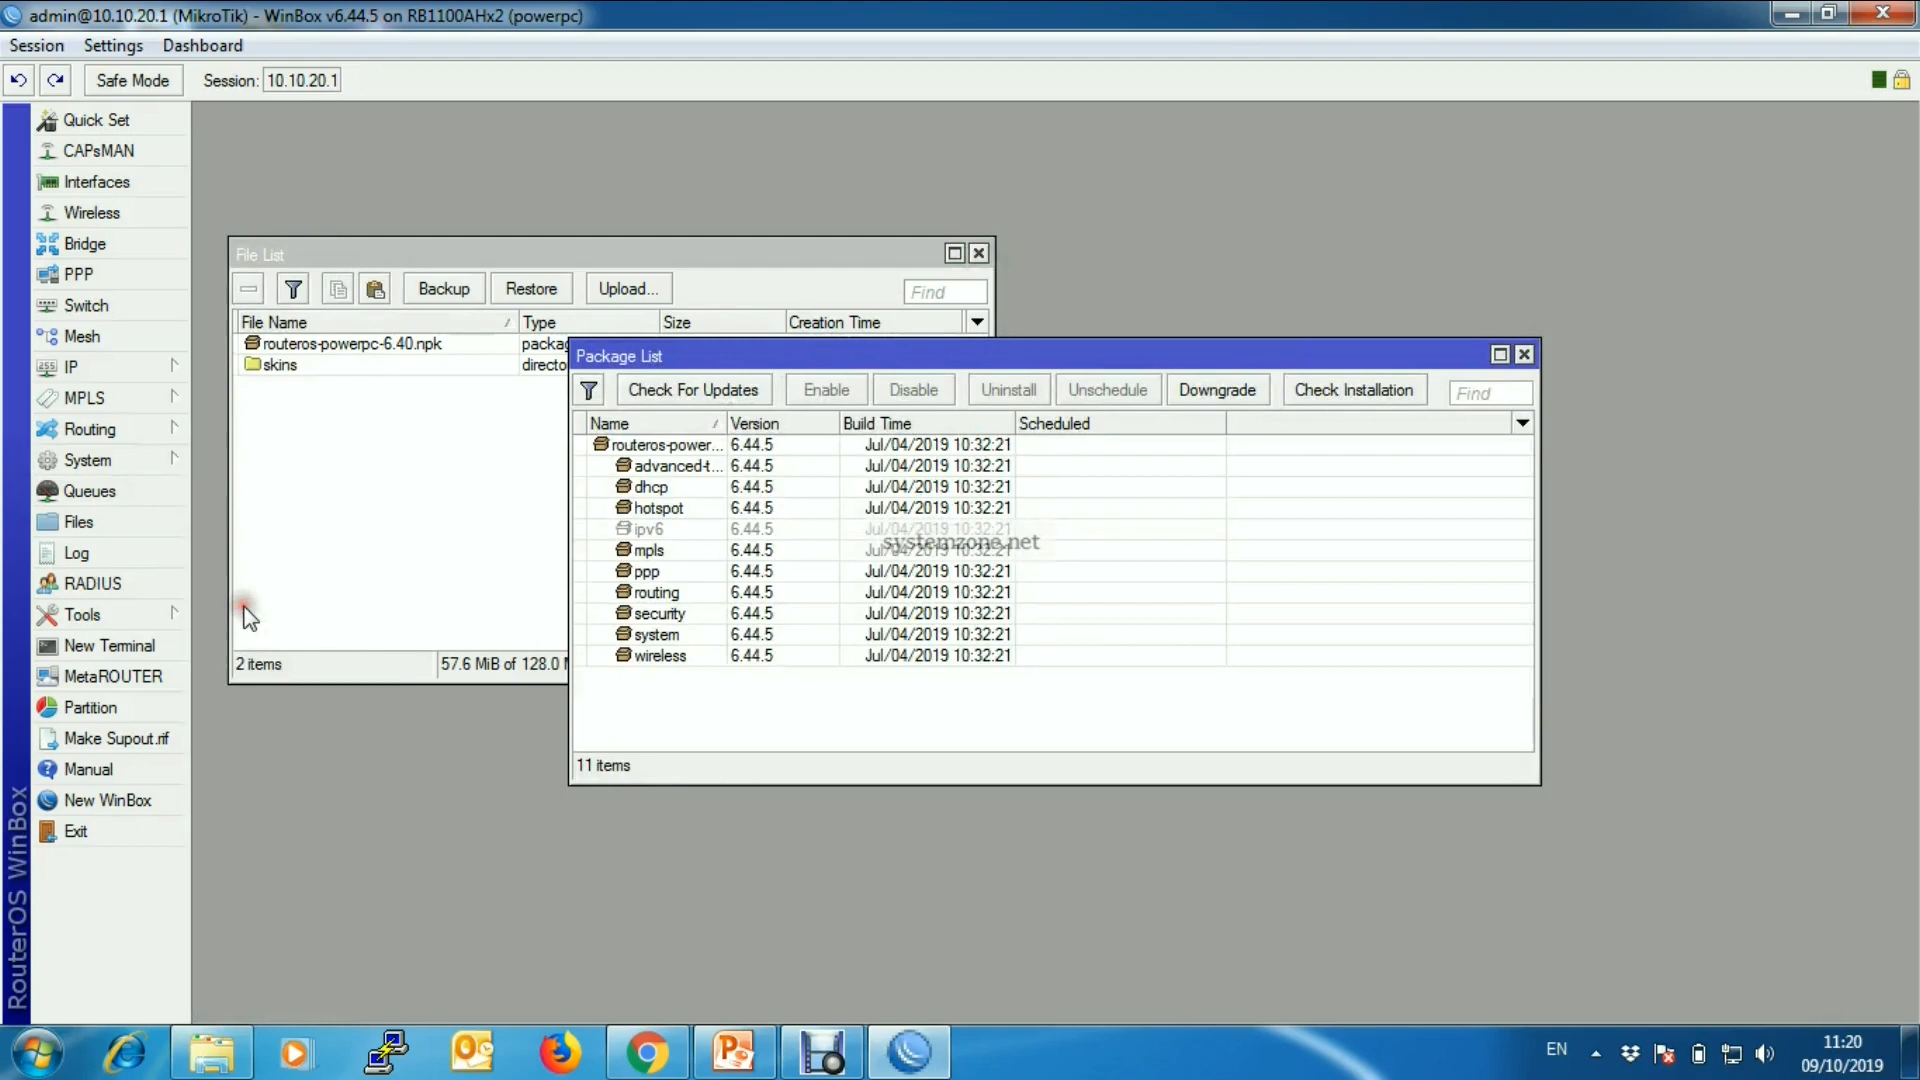 admin@10.10.20.1 (MikroTik) - WinBox v6.44.5 on RB1100AHx2 (powerpc)
Session Settings Dashboard
Safe Mode Session: 10.10.20.1
Quick Set
CAPsMAN
Interfaces
Wireless
Bridge
PPP
Switch
Mesh
IP
MPLS
Routing
System
Queues
Files
Log
RADIUS
Tools
New Terminal
MetaROUTER
Partition
Make Supout.rif
Manual
New WinBox
Exit
RouterOS WinBox
File List
Backup Restore Upload... Find
File Name Type Size Creation Time
routeros-powerpc-6.40.npk packag
skins directo
2 items 57.6 MiB of 128.0 M
Package List
Check For Updates Enable Disable Uninstall Unschedule Downgrade Check Installation Find
Name Version Build Time Scheduled
routeros-power... 6.44.5 Jul/04/2019 10:32:21
advanced-t... 6.44.5 Jul/04/2019 10:32:21
dhcp 6.44.5 Jul/04/2019 10:32:21
hotspot 6.44.5 Jul/04/2019 10:32:21
ipv6 6.44.5 Jul/04/2019 10:32:21
systemzone.net
mpls 6.44.5 Jul/04/2019 10:32:21
ppp 6.44.5 Jul/04/2019 10:32:21
routing 6.44.5 Jul/04/2019 10:32:21
security 6.44.5 Jul/04/2019 10:32:21
system 6.44.5 Jul/04/2019 10:32:21
wireless 6.44.5 Jul/04/2019 10:32:21
11 items
EN 11:20
09/10/2019